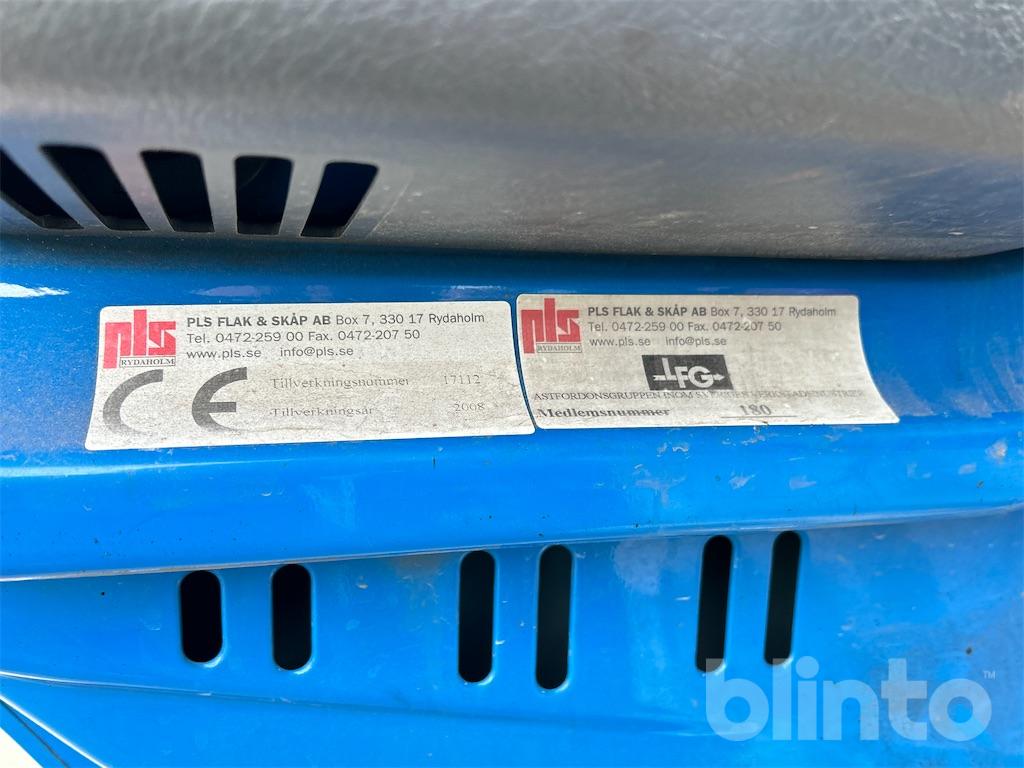 pls
RYDAHOLM
PLS FLAK & SKÅP AB Box 7, 330 17 Rydaholm
Tel. 0472-259 00 Fax. 0472-207 50
www.pls.se info@pls.se
CE
Tillverkningsnummer 17112
Tillverkningsår 2008
pls
RYDAHOLM
PLS FLAK & SKÅP AB Box 7, 330 17 Rydaholm
Tel. 0472-259 00 Fax. 0472-207 50
www.pls.se info@pls.se
LFG
LASTFORDONSGRUPPEN INOM
Medlemsnummer 180
blinto™